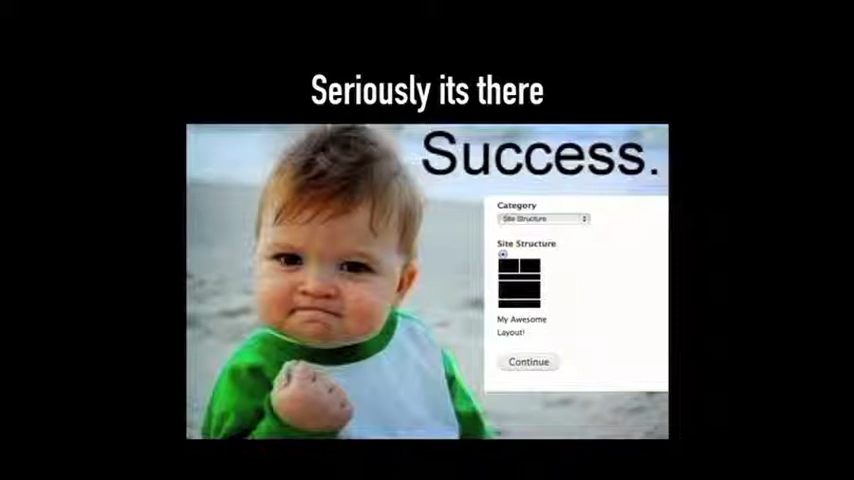 Seriously its there
Success.
Category
Site Structure
Site Structure
My Awesome
Layout!
Continue